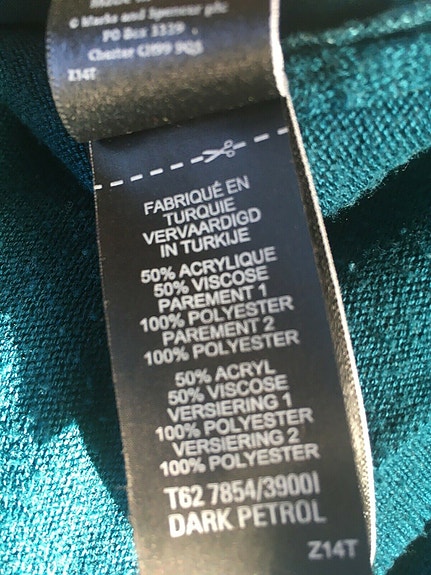 © Marks and Spencer plc
PO Box 3339
Chester CH99 9QS
Z14T
FABRIQUÉ EN
TURQUIE
VERVAARDIGD
IN TURKIJE
50% ACRYLIQUE
50% VISCOSE
PAREMENT 1
100% POLYESTER
PAREMENT 2
100% POLYESTER
50% ACRYL
50% VISCOSE
VERSIERING 1
100% POLYESTER
VERSIERING 2
100% POLYESTER
T62 7854/3900I
DARK PETROL
Z14T